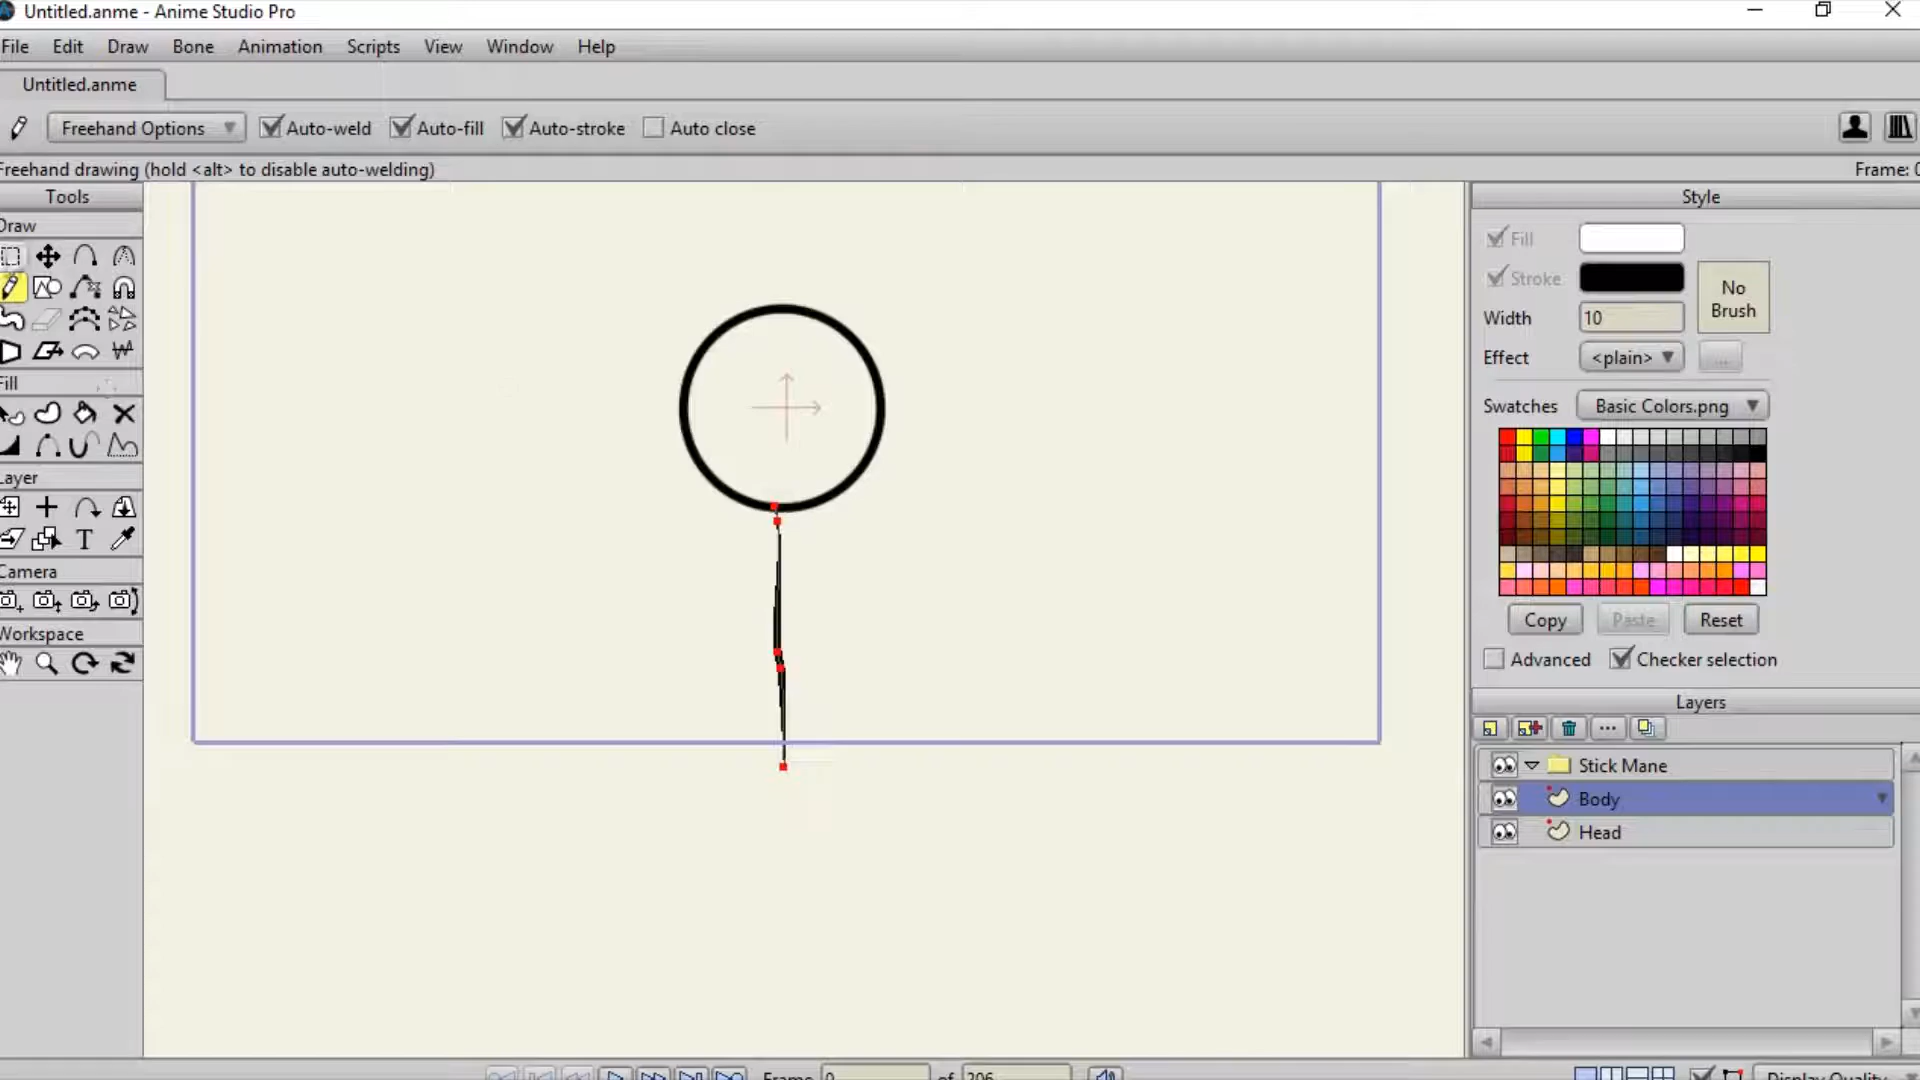 Untitled.anme - Anime Studio Pro
File Edit Draw Bone Animation Scripts View Window Help
Untitled.anme
Freehand Options Auto-weld Auto-fill Auto-stroke Auto close
Freehand drawing (hold <alt> to disable auto-welding) Frame: 0
Tools
Draw
Fill
Layer
T
Camera
Workspace
Style
Fill
Stroke
No Brush
Width 10
Effect <plain> ...
Swatches Basic Colors.png
Copy Paste Reset
Advanced Checker selection
Layers
Stick Mane
Body
Head
Frame 0 of 206 Display Quality